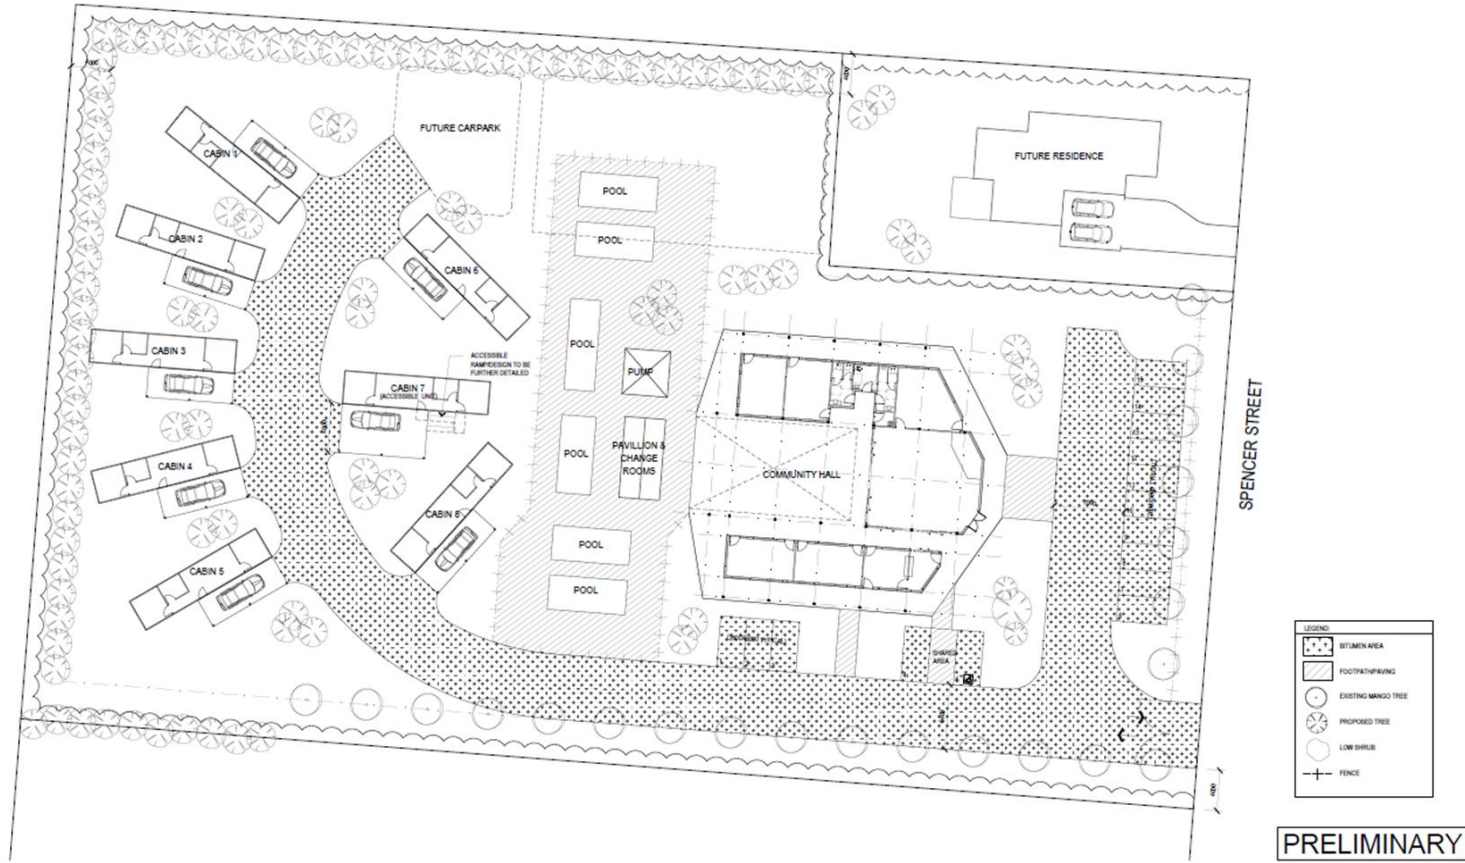 FUTURE CARPARK
FUTURE RESIDENCE
CABIN 1
POOL
CABIN 2
POOL
CABIN 6
CABIN 3
POOL
ACCESSIBLE
RAMP/DESIGN TO BE
FURTHER DETAILED
PUMP
CABIN 7
(ACCESSIBLE UNIT)
CABIN 4
POOL
PAVILLION &
CHANGE
ROOMS
COMMUNITY HALL
SPENCER STREET
CABIN 8
CABIN 5
POOL
POOL
SHARED
AREA
LEGEND:
BITUMEN AREA
FOOTPATH/PAVING
EXISTING MANGO TREE
PROPOSED TREE
LOW SHRUB
FENCE
4000
PRELIMINARY